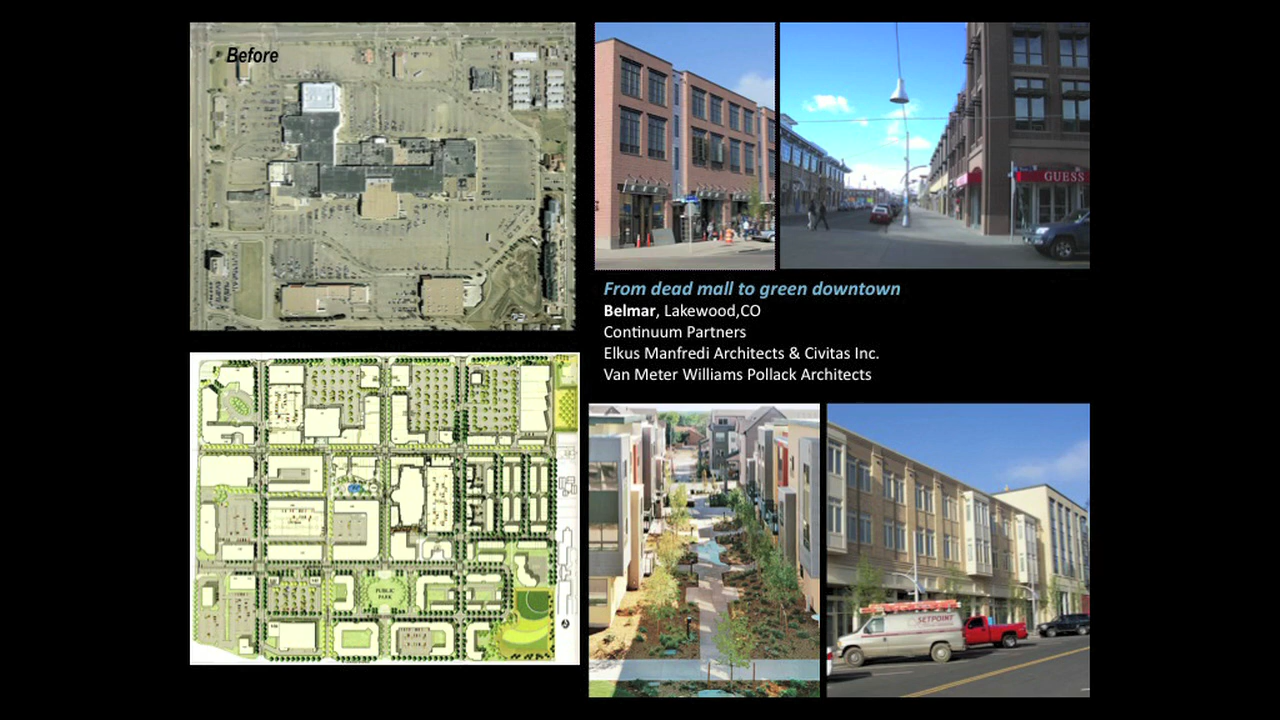 Before
GUESS
From dead mall to green downtown
Belmar, Lakewood,CO
Continuum Partners
Elkus Manfredi Architects & Civitas Inc.
Van Meter Williams Pollack Architects
PUBLIC
PARK
SETPOINT